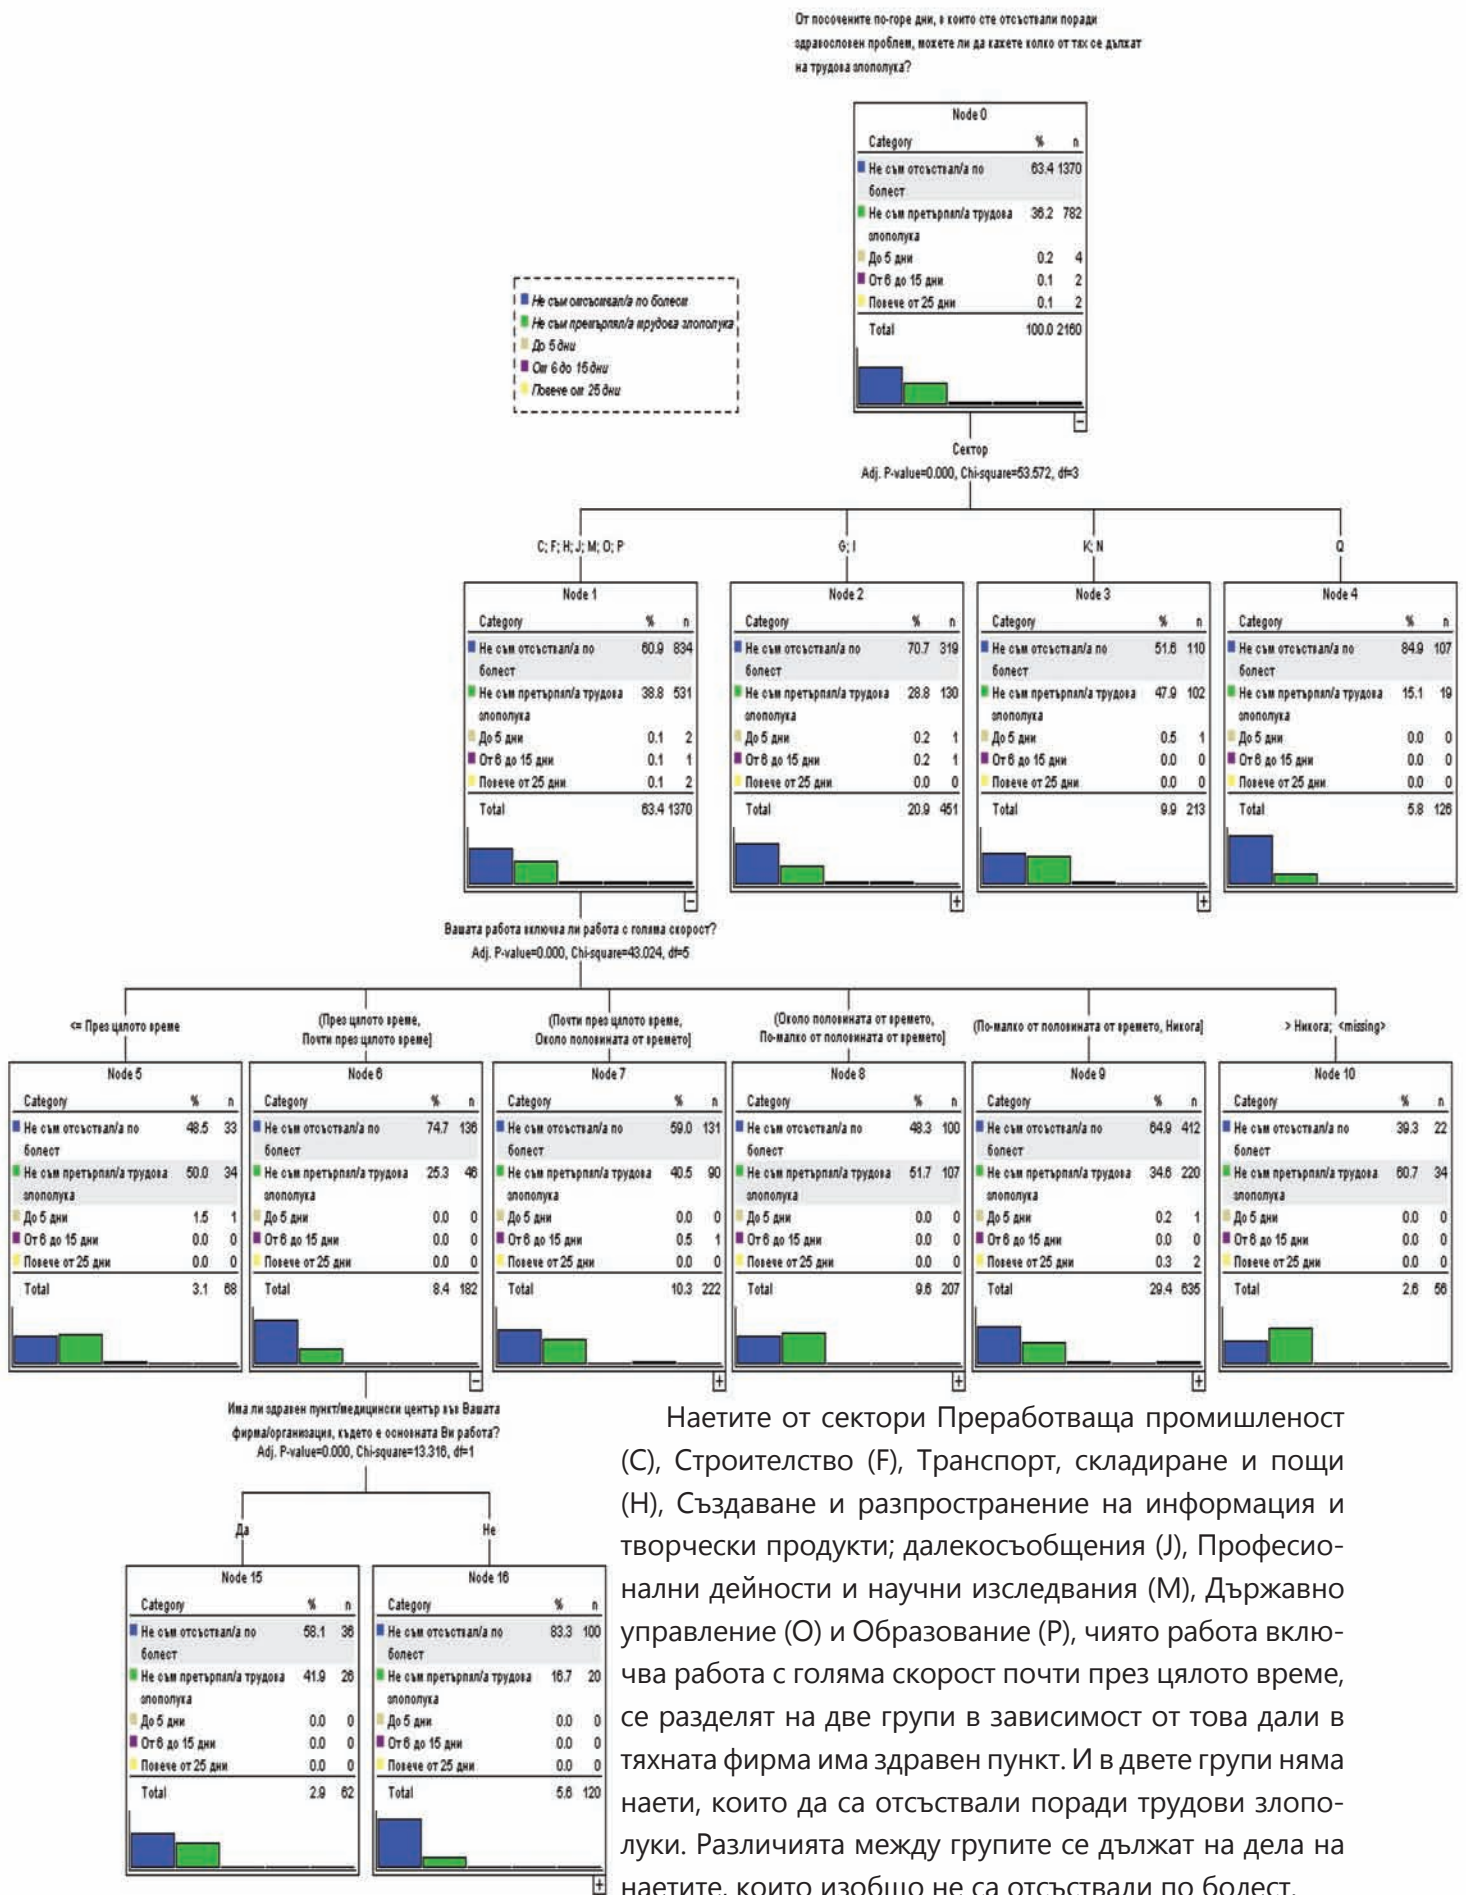 От посочените по-горе дни, в които сте отсъствали поради
здравословен проблем, можете ли да кажете колко от тях се дължат
на трудова злополука?
Node 0
Category % n
Не съм отсъствал/а по 63.4 1370
болест
Не съм претърпял/а трудова 36.2 782
злополука
До 5 дни 0.2 4
От 6 до 15 дни 0.1 2
Повече от 25 дни 0.1 2
Total 100.0 2160
Не съм отсъствал/а по болест
Не съм претърпял/а трудова злополука
До 5 дни
От 6 до 15 дни
Повече от 25 дни
Сектор
Adj. P-value=0.000, Chi-square=53.572, df=3
C; F; H; J; M; O; P
Node 1
Category % n
Не съм отсъствал/а по 60.9 834
болест
Не съм претърпял/а трудова 38.8 531
злополука
До 5 дни 0.1 2
От 6 до 15 дни 0.1 1
Повече от 25 дни 0.1 2
Total 63.4 1370
G; I
Node 2
Category % n
Не съм отсъствал/а по 70.7 319
болест
Не съм претърпял/а трудова 28.8 130
злополука
До 5 дни 0.2 1
От 6 до 15 дни 0.2 1
Повече от 25 дни 0.0 0
Total 20.9 451
K; N
Node 3
Category % n
Не съм отсъствал/а по 51.6 110
болест
Не съм претърпял/а трудова 47.9 102
злополука
До 5 дни 0.5 1
От 6 до 15 дни 0.0 0
Повече от 25 дни 0.0 0
Total 9.9 213
Q
Node 4
Category % n
Не съм отсъствал/а по 84.9 107
болест
Не съм претърпял/а трудова 15.1 19
злополука
До 5 дни 0.0 0
От 6 до 15 дни 0.0 0
Повече от 25 дни 0.0 0
Total 5.8 126
Вашата работа включва ли работа с голяма скорост?
Adj. P-value=0.000, Chi-square=43.024, df=5
<= През цялото време
Node 5
Category % n
Не съм отсъствал/а по 48.5 33
болест
Не съм претърпял/а трудова 50.0 34
злополука
До 5 дни 1.5 1
От 6 до 15 дни 0.0 0
Повече от 25 дни 0.0 0
Total 3.1 68
(През цялото време,
Почти през цялото време]
Node 6
Category % n
Не съм отсъствал/а по 74.7 136
болест
Не съм претърпял/а трудова 25.3 46
злополука
До 5 дни 0.0 0
От 6 до 15 дни 0.0 0
Повече от 25 дни 0.0 0
Total 8.4 182
(Почти през цялото време,
Около половината от времето]
Node 7
Category % n
Не съм отсъствал/а по 59.0 131
болест
Не съм претърпял/а трудова 40.5 90
злополука
До 5 дни 0.0 0
От 6 до 15 дни 0.5 1
Повече от 25 дни 0.0 0
Total 10.3 222
(Около половината от времето,
По-малко от половината от времето]
Node 8
Category % n
Не съм отсъствал/а по 48.3 100
болест
Не съм претърпял/а трудова 51.7 107
злополука
До 5 дни 0.0 0
От 6 до 15 дни 0.0 0
Повече от 25 дни 0.0 0
Total 9.6 207
(По-малко от половината от времето, Никога]
Node 9
Category % n
Не съм отсъствал/а по 64.9 412
болест
Не съм претърпял/а трудова 34.6 220
злополука
До 5 дни 0.2 1
От 6 до 15 дни 0.0 0
Повече от 25 дни 0.3 2
Total 29.4 635
> Никога; <missing>
Node 10
Category % n
Не съм отсъствал/а по 39.3 22
болест
Не съм претърпял/а трудова 60.7 34
злополука
До 5 дни 0.0 0
От 6 до 15 дни 0.0 0
Повече от 25 дни 0.0 0
Total 2.6 56
Има ли здравен пункт/медицински център във Вашата
фирма/организация, където е основната Ви работа?
Adj. P-value=0.000, Chi-square=13.316, df=1
Да
Node 15
Category % n
Не съм отсъствал/а по 58.1 36
болест
Не съм претърпял/а трудова 41.9 26
злополука
До 5 дни 0.0 0
От 6 до 15 дни 0.0 0
Повече от 25 дни 0.0 0
Total 2.9 62
Не
Node 16
Category % n
Не съм отсъствал/а по 83.3 100
болест
Не съм претърпял/а трудова 16.7 20
злополука
До 5 дни 0.0 0
От 6 до 15 дни 0.0 0
Повече от 25 дни 0.0 0
Total 5.6 120
Наетите от сектори Преработваща промишленост
(C), Строителство (F), Транспорт, складиране и пощи
(H), Създаване и разпространение на информация и
творчески продукти; далекосъобщения (J), Професио-
нални дейности и научни изследвания (M), Държавно
управление (O) и Образование (P), чиято работа вклю-
чва работа с голяма скорост почти през цялото време,
се разделят на две групи в зависимост от това дали в
тяхната фирма има здравен пункт. И в двете групи няма
наети, които да са отсъствали поради трудови злопо-
луки. Различията между групите се дължат на дела на
наетите, които изобщо не са отсъствали по болест.